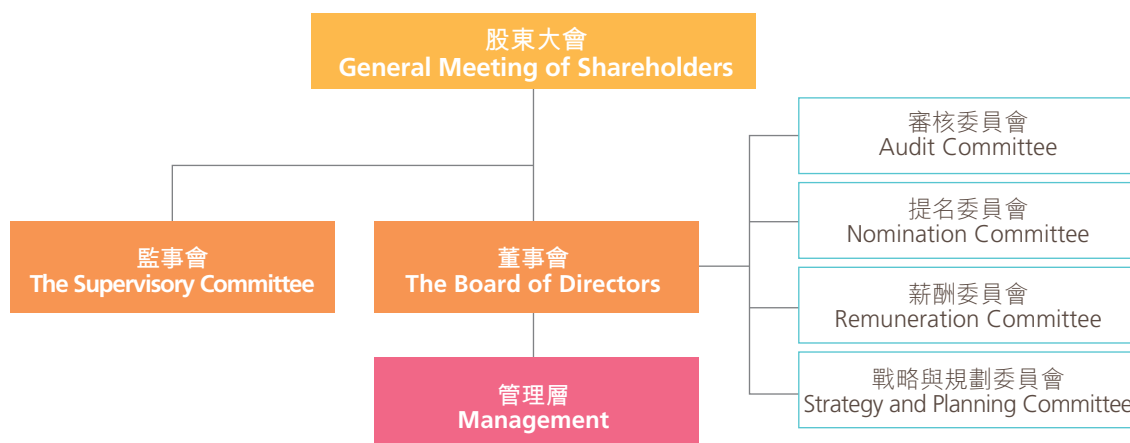 股東大會
General Meeting of Shareholders
審核委員會
Audit Committee
提名委員會
Nomination Committee
監事會
The Supervisory Committee
董事會
The Board of Directors
薪酬委員會
Remuneration Committee
管理層
Management
戰略與規劃委員會
Strategy and Planning Committee